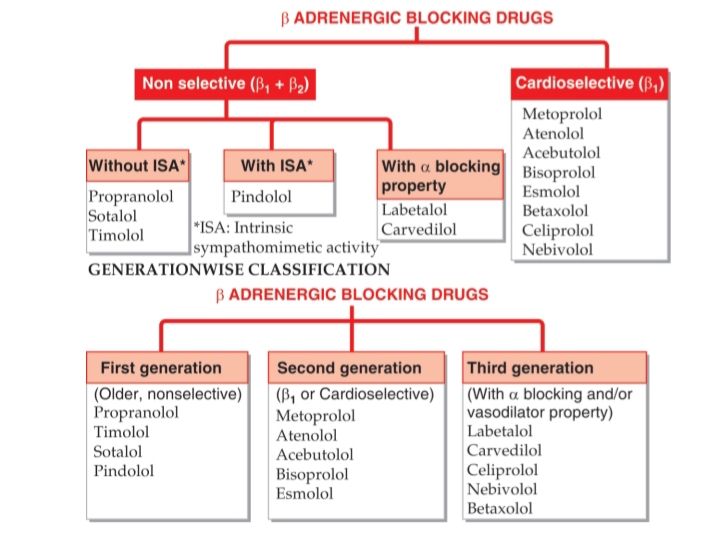 β ADRENERGIC BLOCKING DRUGS
Non selective (β₁ + β₂)
Without ISA*
Propranolol
Sotalol
Timolol
With ISA*
Pindolol
*ISA: Intrinsic
sympathomimetic activity
With α blocking
property
Labetalol
Carvedilol
Cardioselective (β₁)
Metoprolol
Atenolol
Acebutolol
Bisoprolol
Esmolol
Betaxolol
Celiprolol
Nebivolol
GENERATIONWISE CLASSIFICATION
β ADRENERGIC BLOCKING DRUGS
First generation
(Older, nonselective)
Propranolol
Timolol
Sotalol
Pindolol
Second generation
(β₁ or Cardioselective)
Metoprolol
Atenolol
Acebutolol
Bisoprolol
Esmolol
Third generation
(With α blocking and/or
vasodilator property)
Labetalol
Carvedilol
Celiprolol
Nebivolol
Betaxolol